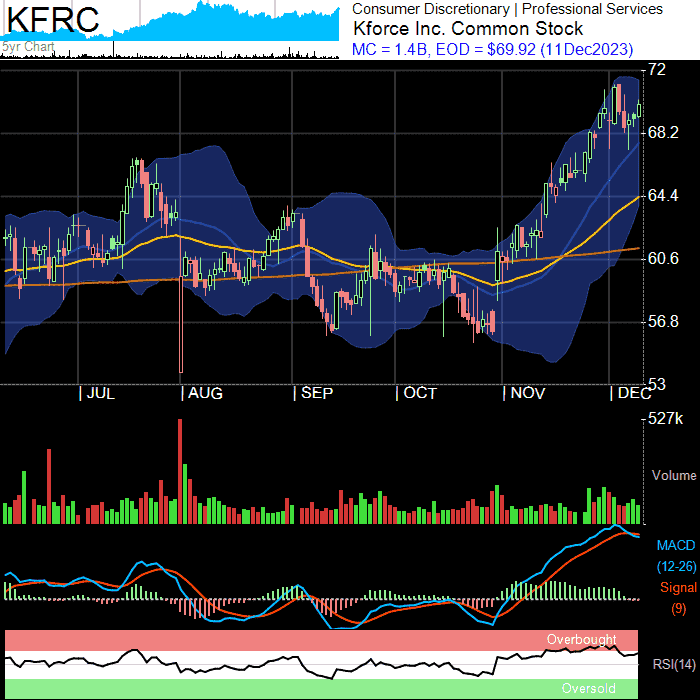 KFRC
5yr Chart
Consumer Discretionary | Professional Services
Kforce Inc. Common Stock
MC = 1.4B, EOD = $69.92 (11Dec2023)
72
68.2
64.4
60.6
56.8
53
| JUL | AUG | SEP | OCT | NOV | DEC
527k
Volume
MACD
(12-26)
Signal
(9)
Overbought
RSI(14)
Oversold